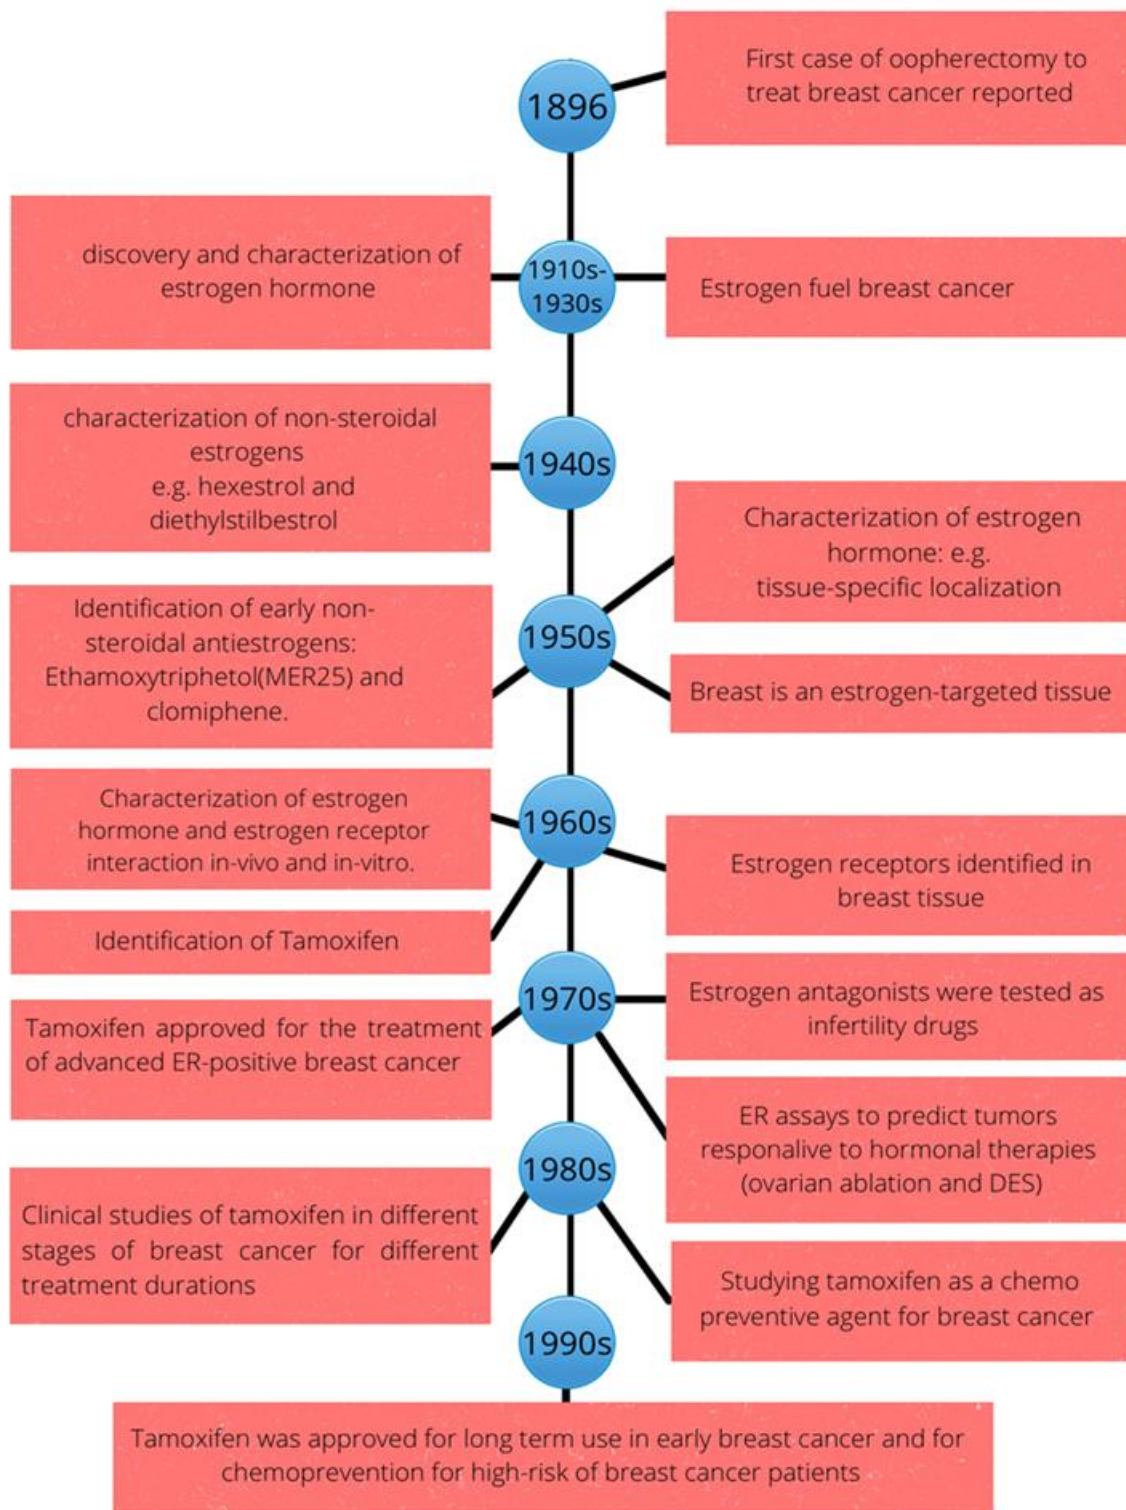 1896
First case of oopherectomy to
treat breast cancer reported
discovery and characterization of
estrogen hormone
1910s-
1930s
Estrogen fuel breast cancer
characterization of non-steroidal
estrogens
e.g. hexestrol and
diethylstilbestrol
1940s
Characterization of estrogen
hormone: e.g.
tissue-specific localization
Identification of early non-
steroidal antiestrogens:
Ethamoxytriphetol(MER25) and
clomiphene.
1950s
Breast is an estrogen-targeted tissue
Characterization of estrogen
hormone and estrogen receptor
interaction in-vivo and in-vitro.
1960s
Estrogen receptors identified in
breast tissue
Identification of Tamoxifen
Tamoxifen approved for the treatment
of advanced ER-positive breast cancer
1970s
Estrogen antagonists were tested as
infertility drugs
ER assays to predict tumors
responalive to hormonal therapies
(ovarian ablation and DES)
1980s
Clinical studies of tamoxifen in different
stages of breast cancer for different
treatment durations
Studying tamoxifen as a chemo
preventive agent for breast cancer
1990s
Tamoxifen was approved for long term use in early breast cancer and for
chemoprevention for high-risk of breast cancer patients